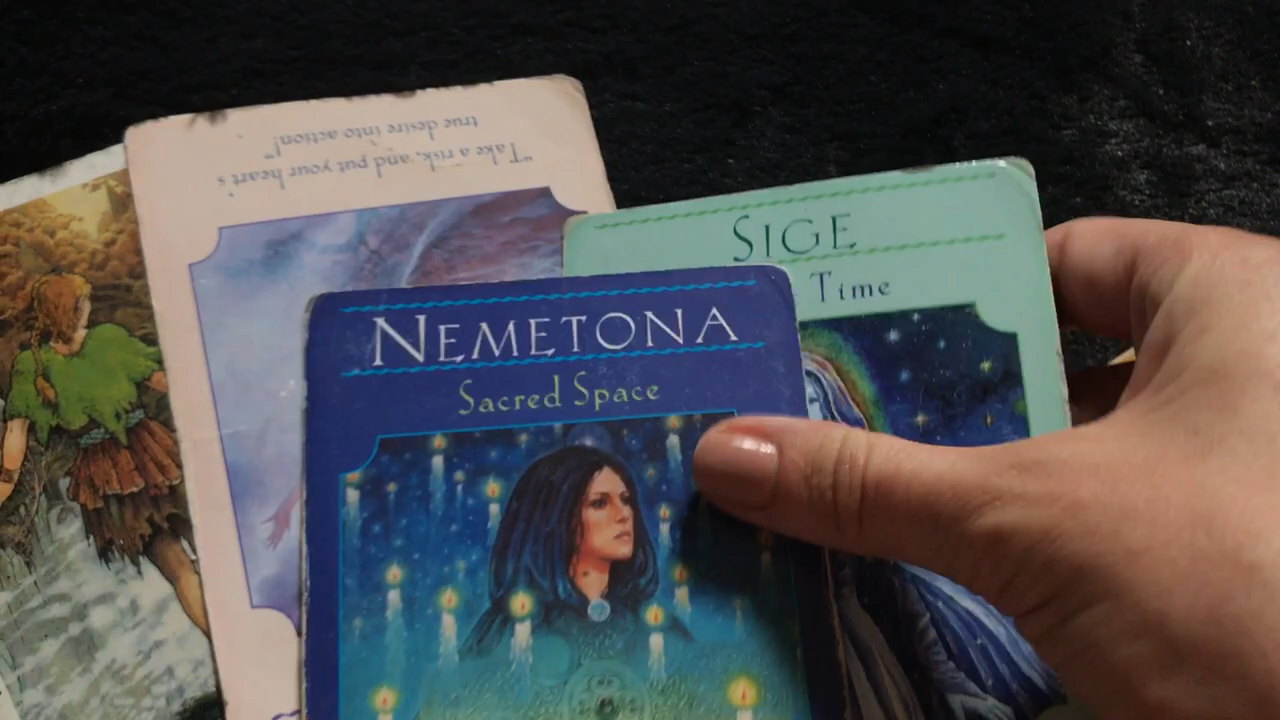 "Take a risk, and put your heart's
true desire into action!"
SIGE
Time
NEMETONA
Sacred Space